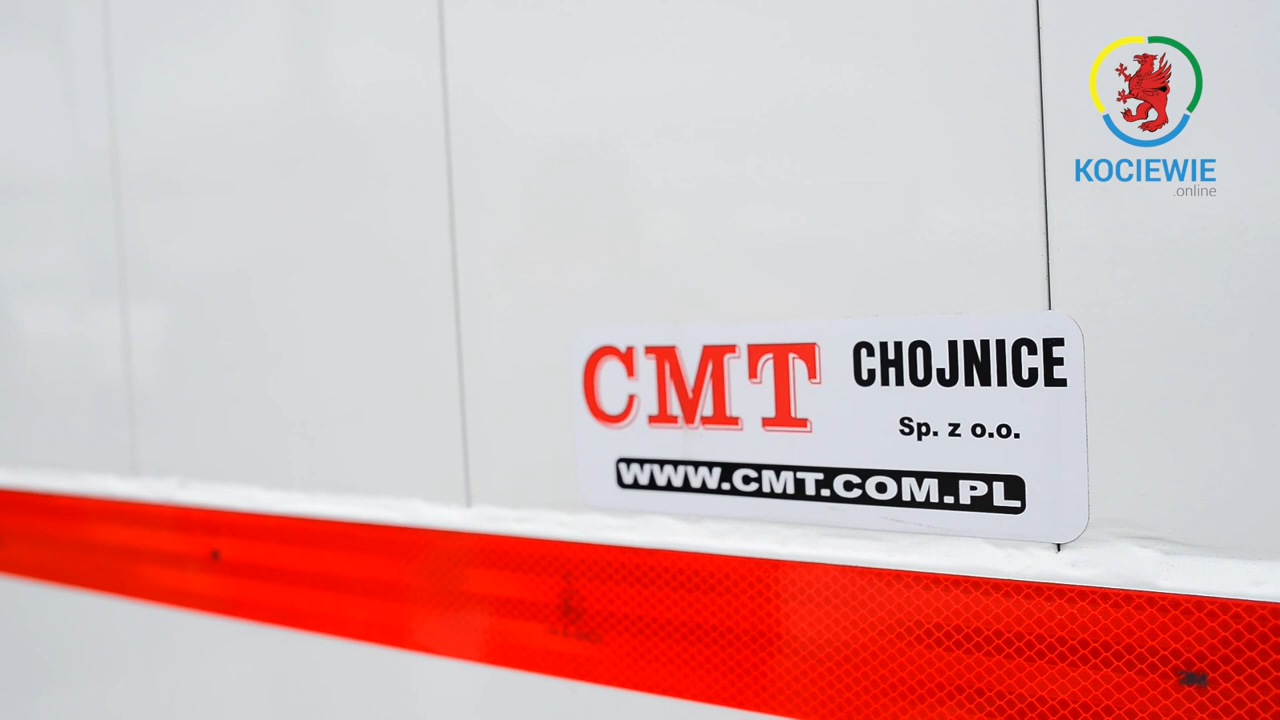 KOCIEWIE
.online
CMT CHOJNICE
Sp. z o.o.
WWW.CMT.COM.PL